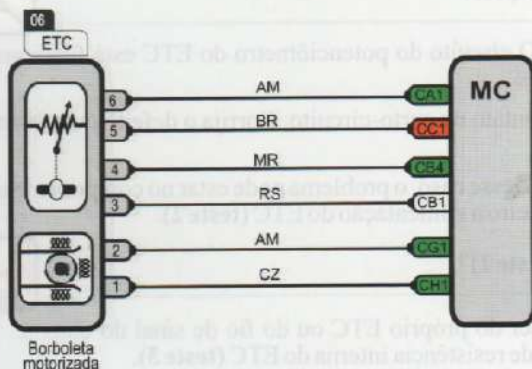 06
ETC
MC
6 AM CA1
5 BR CC1
4 MR CB4
3 RS CB1
2 AM CG1
1 CZ CH1
Borboleta
motorizada